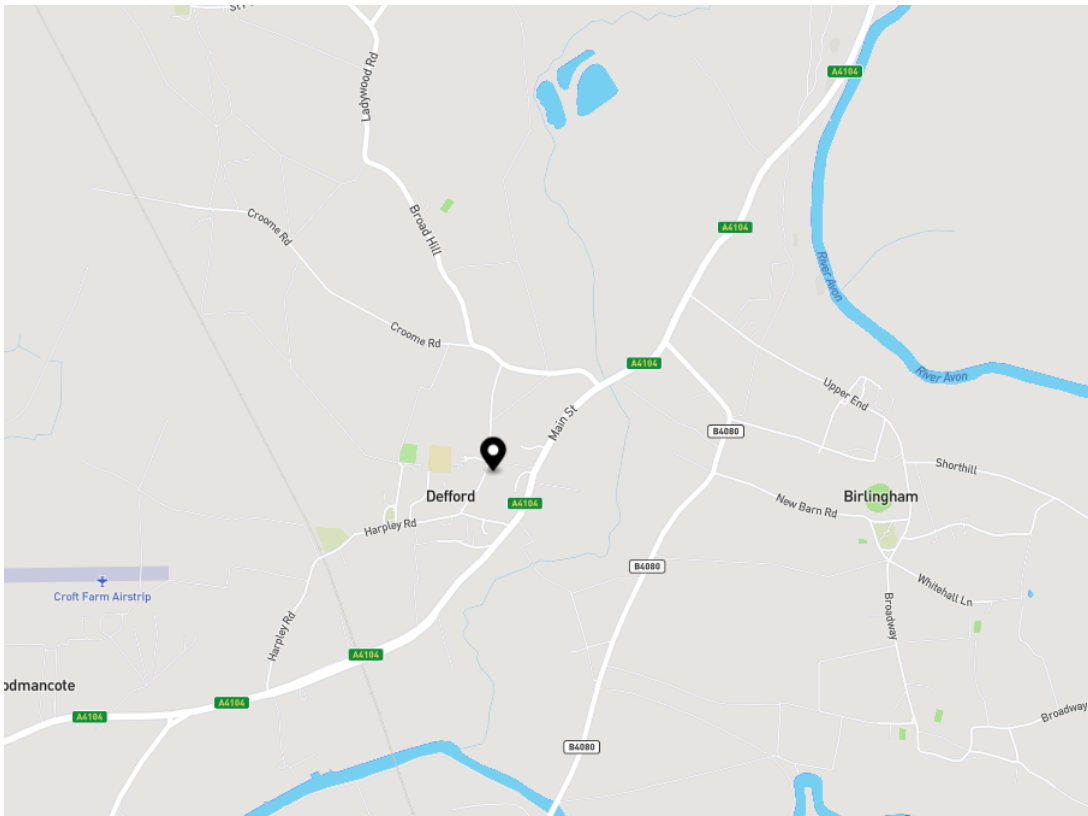 Ladywood Rd
A4104
Croome Rd
Broad Hill
A4104
River Avon
Croome Rd
A4104
River Avon
Upper End
Main St
B4080
Shorthill
Defford
A4104
New Barn Rd
Birlingham
Harpley Rd
B4080
Croft Farm Airstrip
Whitehall Ln
Harpley Rd
Broadway
A4104
odmancote
A4104
A4104
Broadway
B4080